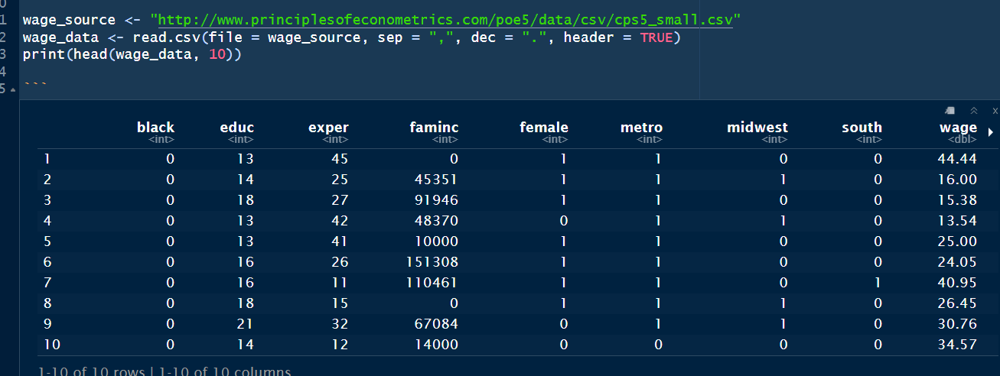 1 wage_source <- "http://www.principlesofeconometrics.com/poe5/data/csv/cps5_small.csv"
2 wage_data <- read.csv(file = wage_source, sep = ",", dec = ".", header = TRUE)
3 print(head(wage_data, 10))
4
5 ```
black educ exper faminc female metro midwest south wage
<int> <int> <int> <int> <int> <int> <int> <int> <dbl>
1 0 13 45 0 1 1 0 0 44.44
2 0 14 25 45351 1 1 1 0 16.00
3 0 18 27 91946 1 1 0 0 15.38
4 0 13 42 48370 0 1 1 0 13.54
5 0 13 41 10000 1 1 0 0 25.00
6 0 16 26 151308 1 1 0 0 24.05
7 0 16 11 110461 1 1 0 1 40.95
8 0 18 15 0 1 1 1 0 26.45
9 0 21 32 67084 0 1 1 0 30.76
10 0 14 12 14000 0 0 0 0 34.57
1-10 of 10 rows | 1-10 of 10 columns